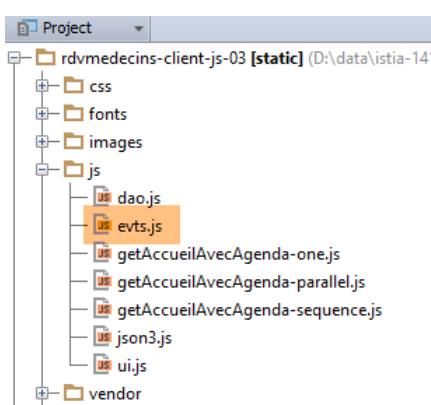 Project
rdvmedecins-client-js-03 [static] (D:\data\istia-141
css
fonts
images
js
dao.js
evts.js
getAccueilAvecAgenda-one.js
getAccueilAvecAgenda-parallel.js
getAccueilAvecAgenda-sequence.js
json3.js
ui.js
vendor